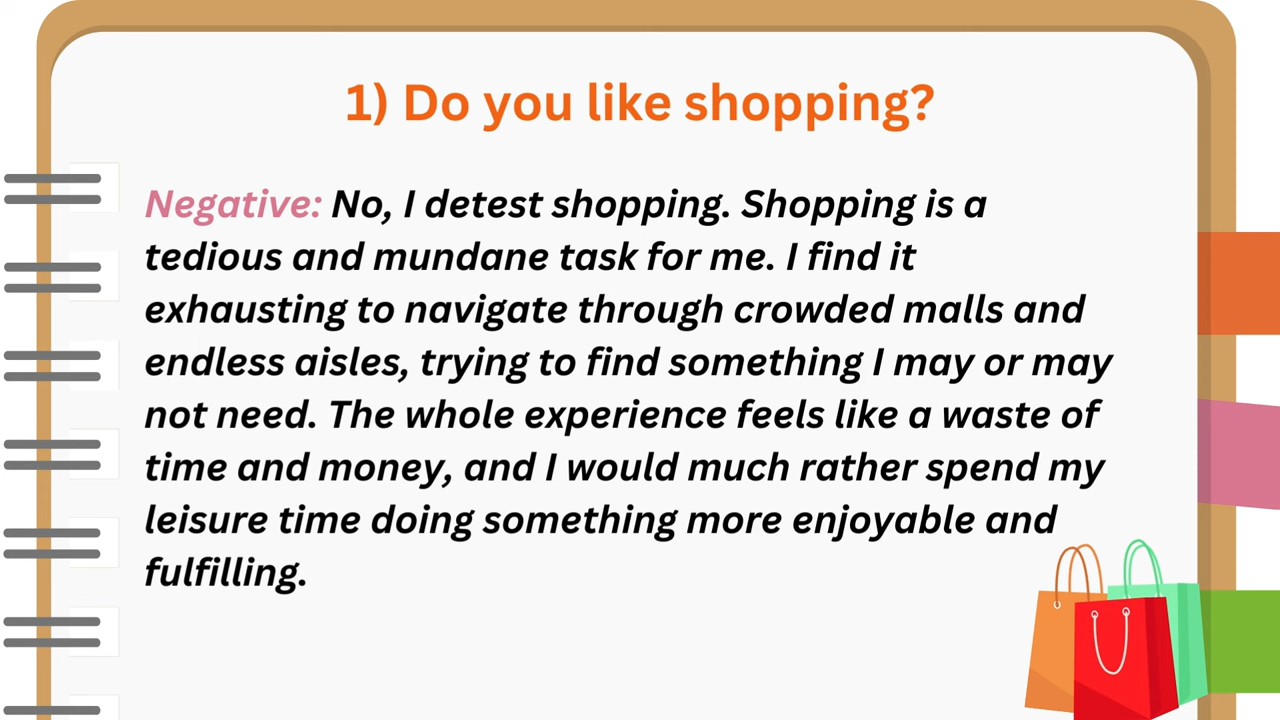 1) Do you like shopping?
Negative: No, I detest shopping. Shopping is a
tedious and mundane task for me. I find it
exhausting to navigate through crowded malls and
endless aisles, trying to find something I may or may
not need. The whole experience feels like a waste of
time and money, and I would much rather spend my
leisure time doing something more enjoyable and
fulfilling.